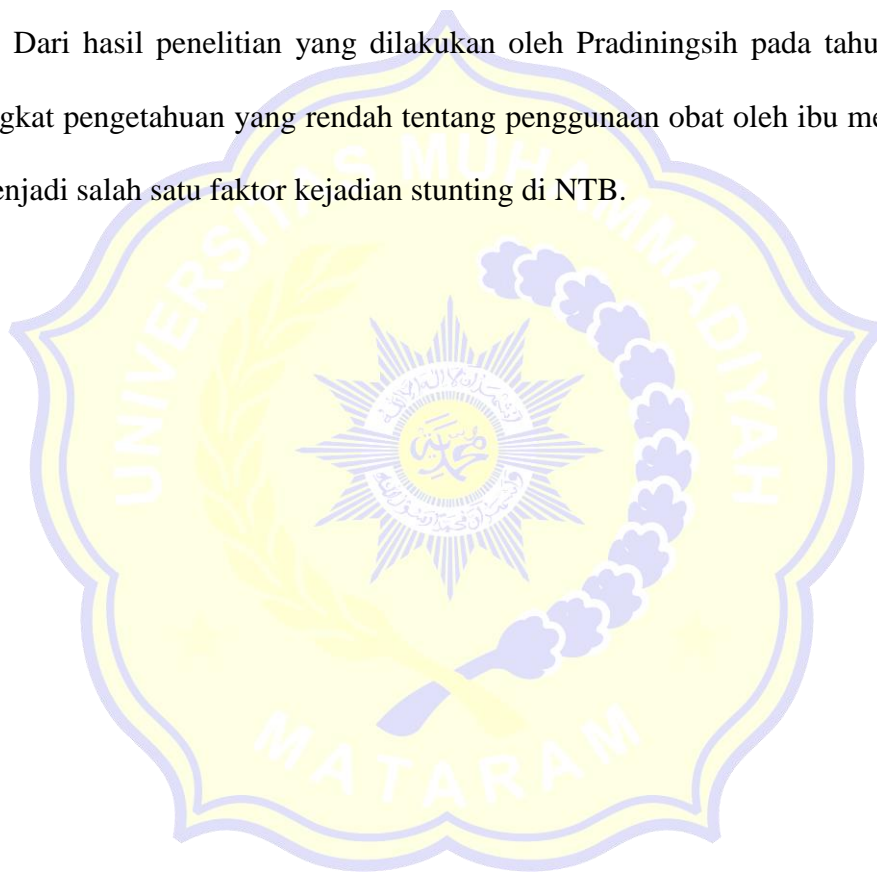 Dari hasil penelitian yang dilakukan oleh Pradiningsih pada tahu
gkat pengetahuan yang rendah tentang penggunaan obat oleh ibu me
enjadi salah satu faktor kejadian stunting di NTB.
UNIVERSITAS MUHAMMADIYAH
MATARAM